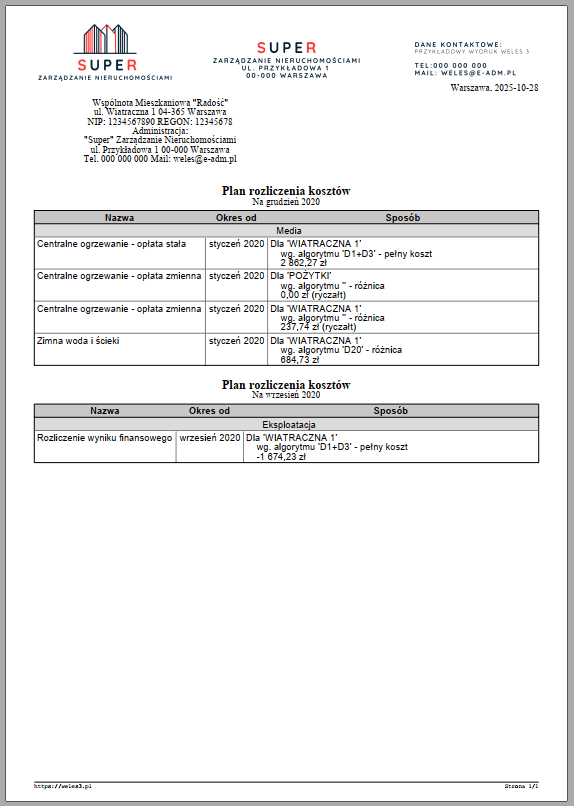 SUPER
ZARZĄDZANIE NIERUCHOMOŚCIAMI
SUPER
ZARZĄDZANIE NIERUCHOMOŚCIAMI
UL. PRZYKŁADOWA 1
00-000 WARSZAWA
DANE KONTAKTOWE:
PRZYKŁADOWY WYDRUK WELES 3
TEL:000 000 000
MAIL: WELES@E-ADM.PL
Warszawa, 2025-10-28
Wspólnota Mieszkaniowa "Radość"
ul. Wiatraczna 1 04-365 Warszawa
NIP: 1234567890 REGON: 12345678
Administracja:
"Super" Zarządzanie Nieruchomościami
ul. Przykładowa 1 00-000 Warszawa
Tel. 000 000 000 Mail: weles@e-adm.pl
Plan rozliczenia kosztów
Na grudzień 2020
Nazwa Okres od Sposób
Media
Centralne ogrzewanie - opłata stała styczeń 2020 Dla 'WIATRACZNA 1'
wg. algorytmu 'D1+D3' - pełny koszt
2 862,27 zł
Centralne ogrzewanie - opłata zmienna styczeń 2020 Dla 'POŻYTKI'
wg. algorytmu '' - różnica
0,00 zł (ryczałt)
Centralne ogrzewanie - opłata zmienna styczeń 2020 Dla 'WIATRACZNA 1'
wg. algorytmu '' - różnica
237,74 zł (ryczałt)
Zimna woda i ścieki styczeń 2020 Dla 'WIATRACZNA 1'
wg. algorytmu 'D20' - różnica
684,73 zł
Plan rozliczenia kosztów
Na wrzesień 2020
Nazwa Okres od Sposób
Eksploatacja
Rozliczenie wyniku finansowego wrzesień 2020 Dla 'WIATRACZNA 1'
wg. algorytmu 'D1+D3' - pełny koszt
-1 674,23 zł
https://weles3.pl Strona 1/1